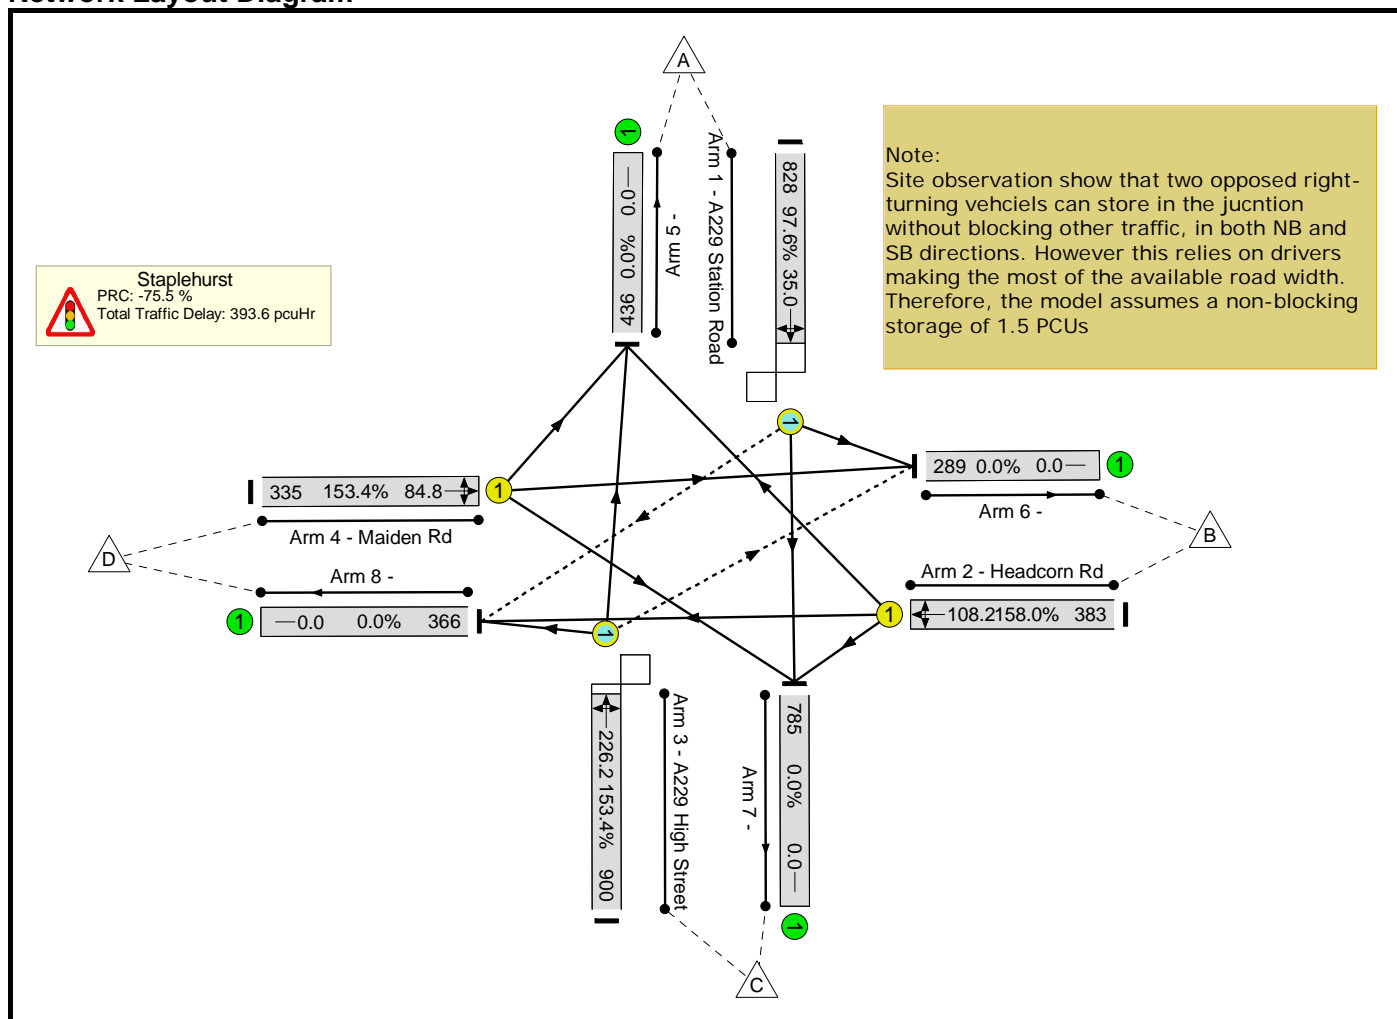 Network Layout Diagram
A
1
436 0.0% 0.0
Arm 5 -
Arm 1 - A229 Station Road
828 97.6% 35.0
Note:
Site observation show that two opposed right-
turning vehciels can store in the jucntion
without blocking other traffic, in both NB and
SB directions. However this relies on drivers
making the most of the available road width.
Therefore, the model assumes a non-blocking
storage of 1.5 PCUs
Staplehurst
PRC: -75.5 %
Total Traffic Delay: 393.6 pcuHr
1
289 0.0% 0.0
1
Arm 6 -
335 153.4% 84.8
1
Arm 4 - Maiden Rd
D
B
Arm 8 -
Arm 2 - Headcorn Rd
1
0.0 0.0% 366
1
1
108.2158.0% 383
226.2 153.4% 900
Arm 3 - A229 High Street
Arm 7 -
785 0.0% 0.0
1
C